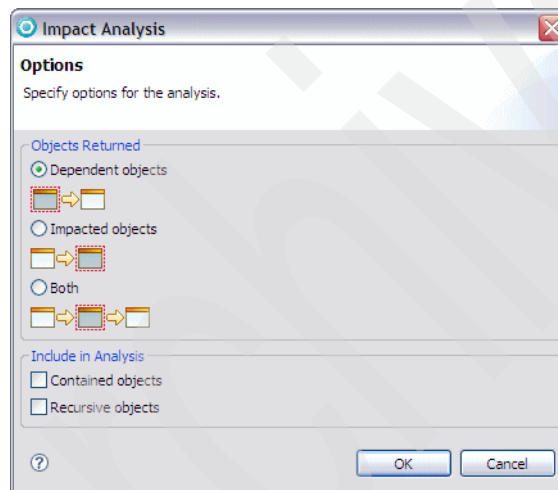 Impact Analysis
Options
Specify options for the analysis.
Objects Returned
Dependent objects
Impacted objects
Both
Include in Analysis
Contained objects
Recursive objects
?
OK Cancel